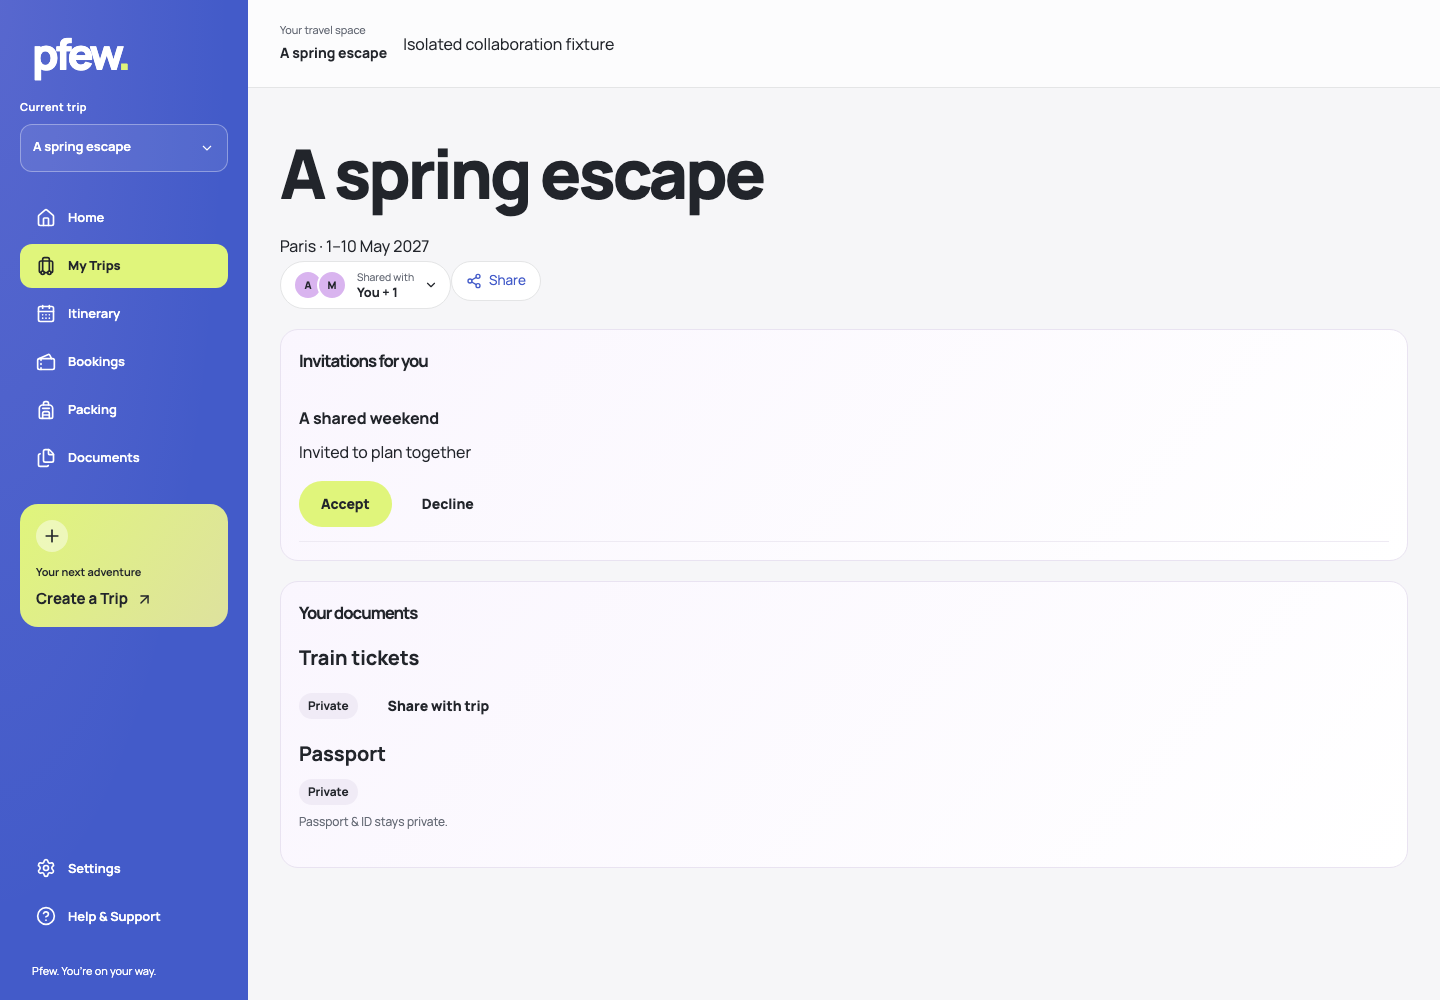 pfew.
Current trip
A spring escape
Home
My Trips
Itinerary
Bookings
Packing
Documents
Your next adventure
Create a Trip
Settings
Help & Support
Pfew. You're on your way.
Your travel space
A spring escape
Isolated collaboration fixture
A spring escape
Paris · 1–10 May 2027
A M
Shared with
You + 1
Share
Invitations for you
A shared weekend
Invited to plan together
Accept Decline
Your documents
Train tickets
Private Share with trip
Passport
Private
Passport & ID stays private.